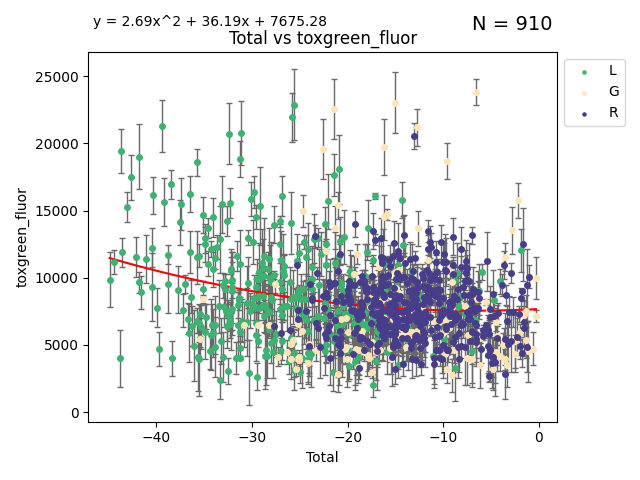 y = 2.69x^2 + 36.19x + 7675.28
N = 910
Total vs toxgreen_fluor
25000
20000
15000
10000
5000
0
toxgreen_fluor
−40
−30
−20
−10
0
Total
L
G
R